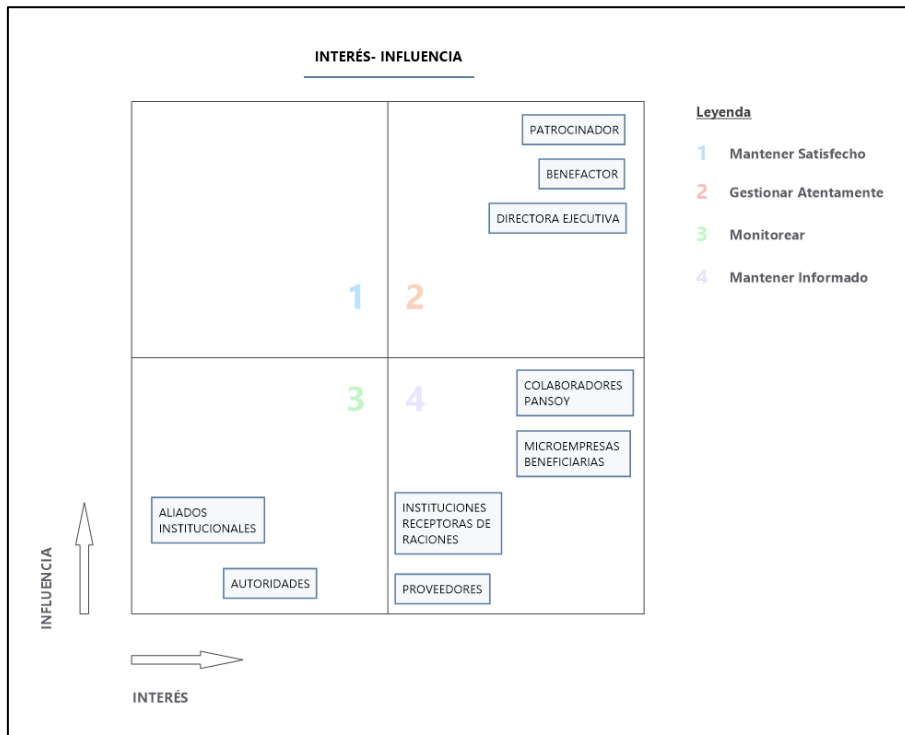 INTERÉS- INFLUENCIA
PATROCINADOR
BENEFACTOR
DIRECTORA EJECUTIVA
1
2
3
4
COLABORADORES
PANSOY
MICROEMPRESAS
BENEFICIARIAS
ALIADOS
INSTITUCIONALES
INSTITUCIONES
RECEPTORAS DE
RACIONES
AUTORIDADES
PROVEEDORES
INFLUENCIA
INTERÉS
Leyenda
1 Mantener Satisfecho
2 Gestionar Atentamente
3 Monitorear
4 Mantener Informado